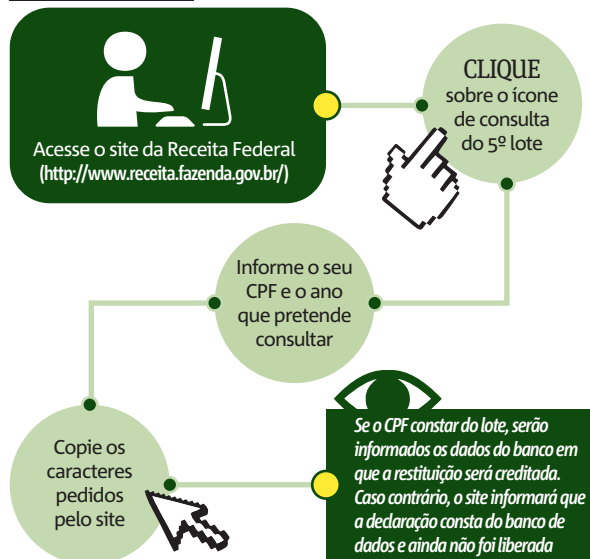 Acesse o site da Receita Federal
(http://www.receita.fazenda.gov.br/)
CLIQUE
sobre o ícone
de consulta
do 5º lote
Informe o seu
CPF e o ano
que pretende
consultar
Copie os
caracteres
pedidos
pelo site
Se o CPF constar do lote, serão
informados os dados do banco em
que a restituição será creditada.
Caso contrário, o site informará que
a declaração consta do banco de
dados e ainda não foi liberada